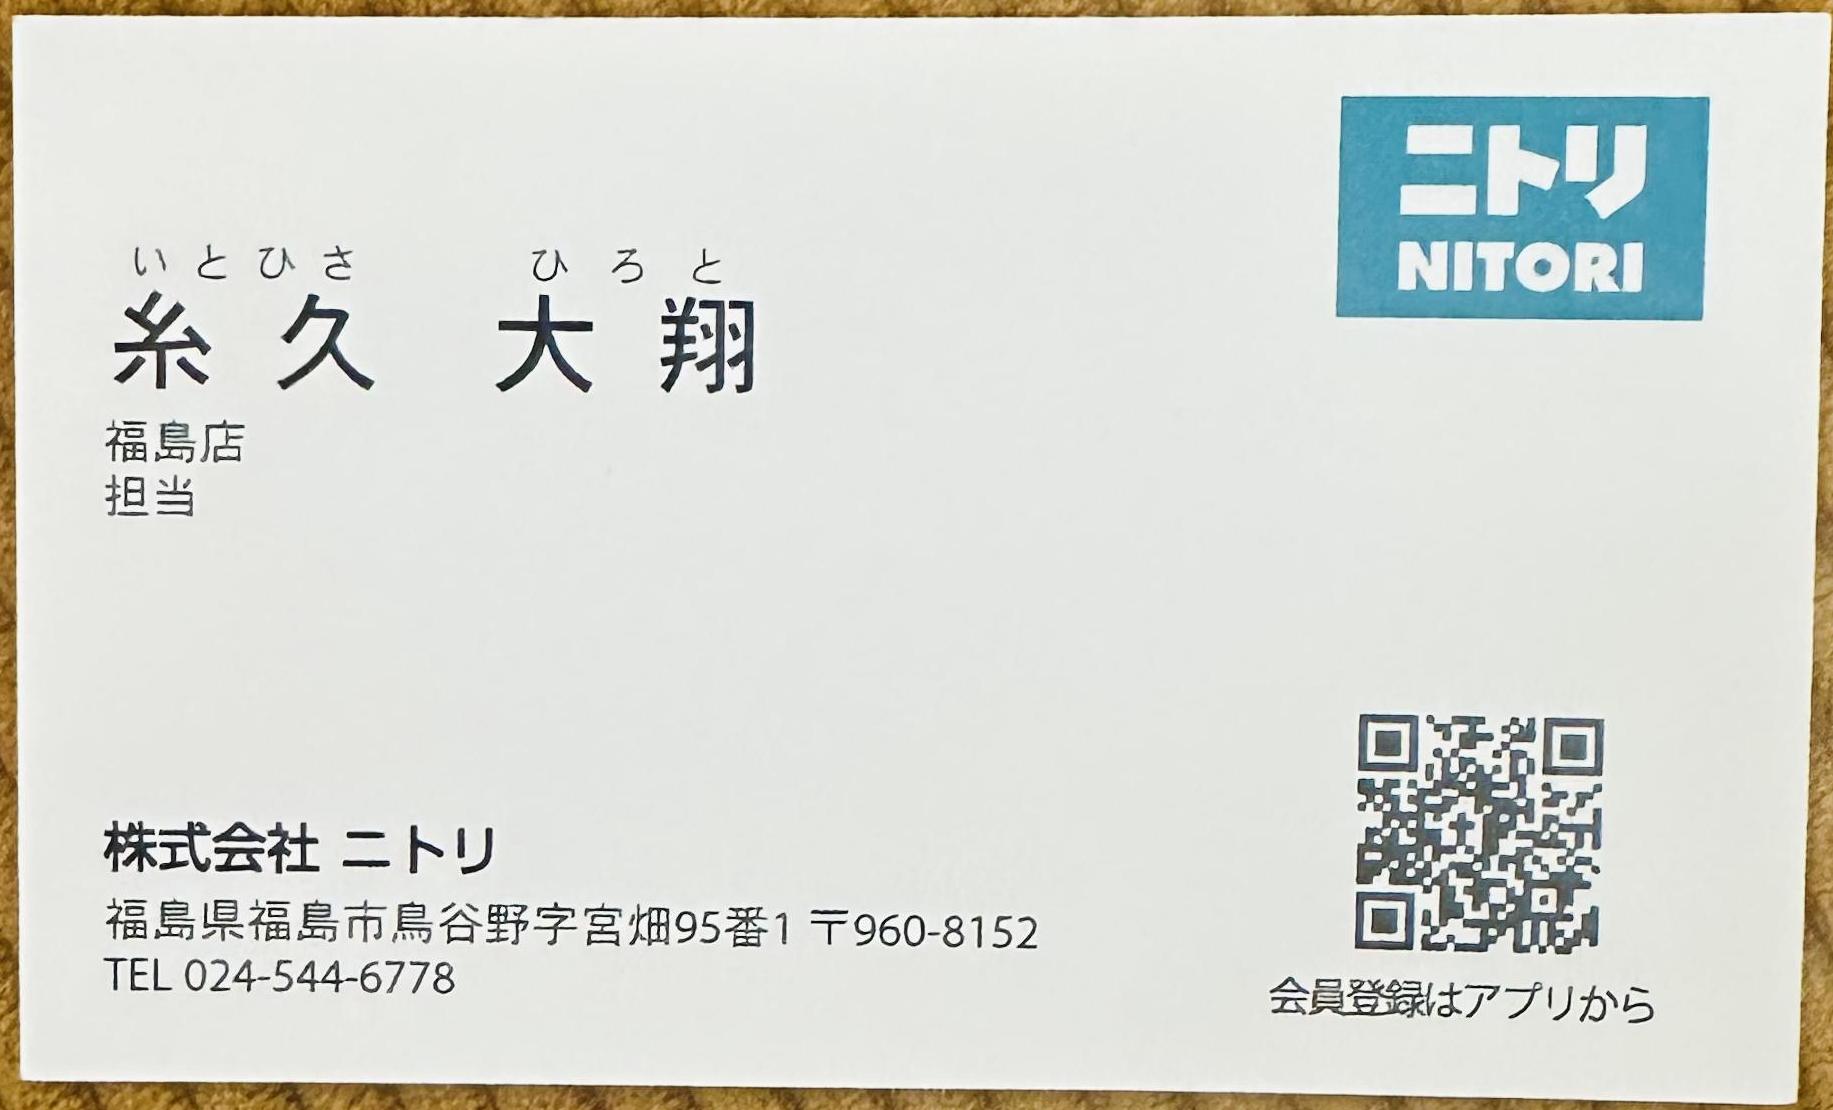 ニトリ
NITORI
いとひさ ひろと
糸久 大翔
福島店
担当
株式会社 ニトリ
福島県福島市鳥谷野字宮畑95番1 〒960-8152
TEL 024-544-6778
会員登録はアプリから